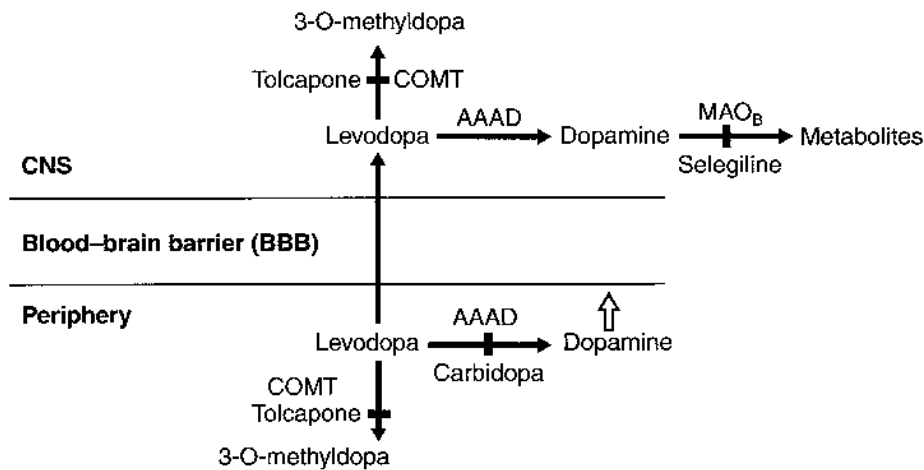 3-O-methyldopa
Tolcapone COMT
Levodopa AAAD Dopamine MAOB Metabolites
Selegiline
CNS
Blood–brain barrier (BBB)
Periphery
Levodopa AAAD Dopamine
Carbidopa
COMT
Tolcapone
3-O-methyldopa